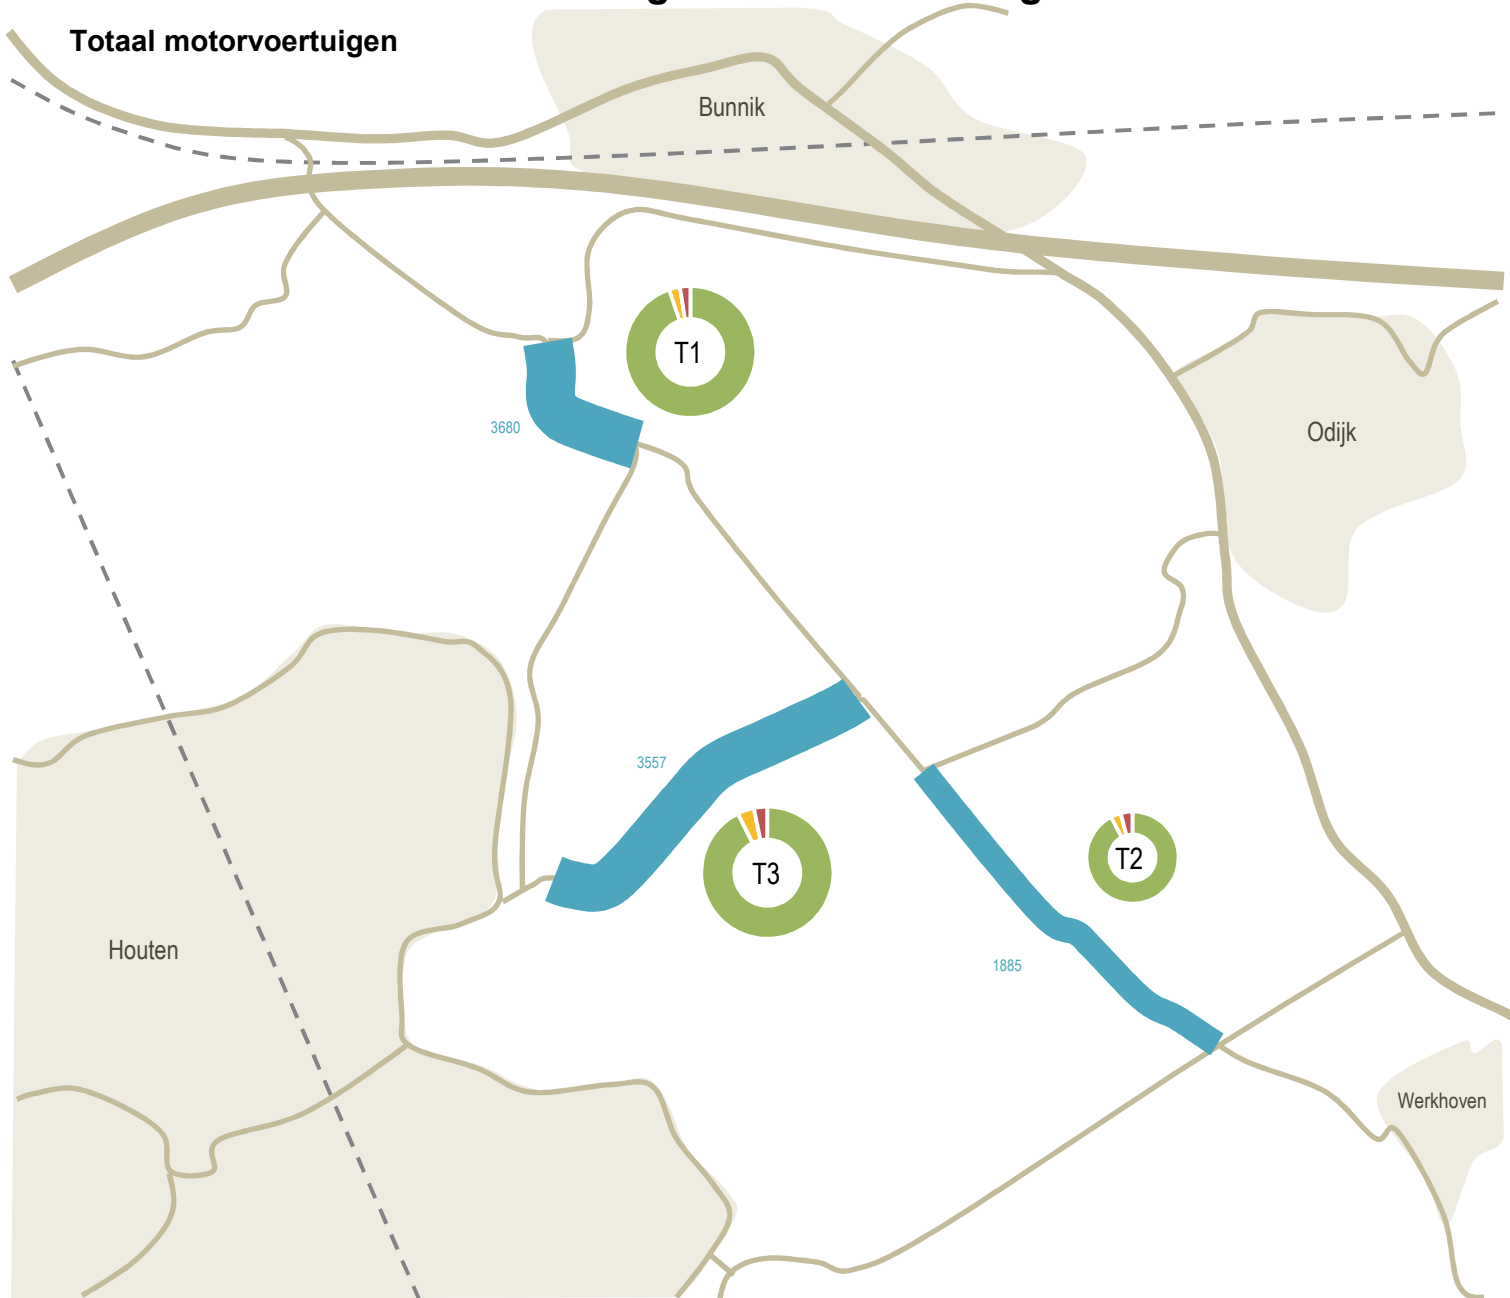 Totaal motorvoertuigen
Bunnik
T1
3680
Odijk
3557
T3
T2
Houten
1885
Werkhoven